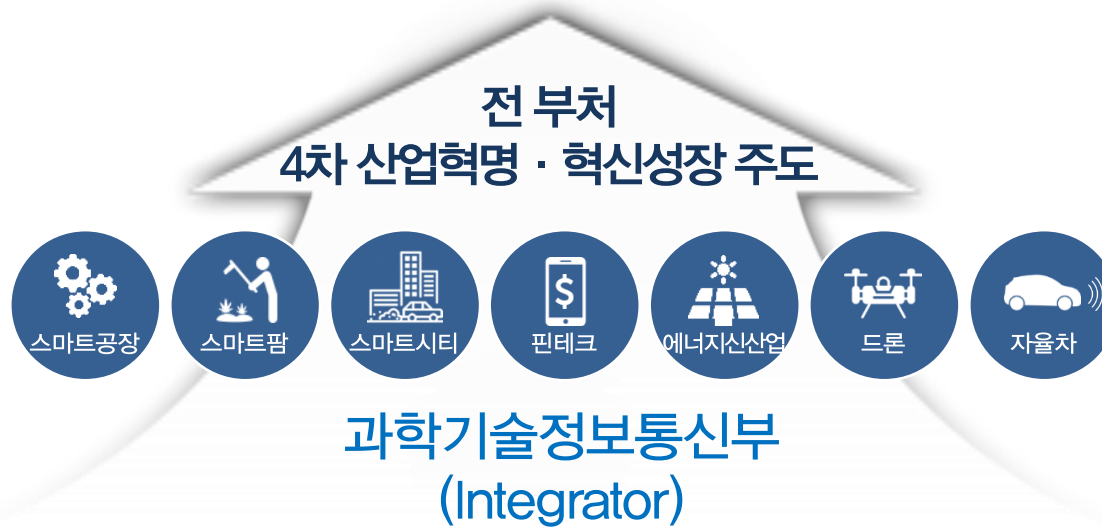 전 부처
4차 산업혁명 · 혁신성장 주도
스마트공장
스마트팜
스마트시티
핀테크
에너지신산업
드론
자율차
과학기술정보통신부
(Integrator)